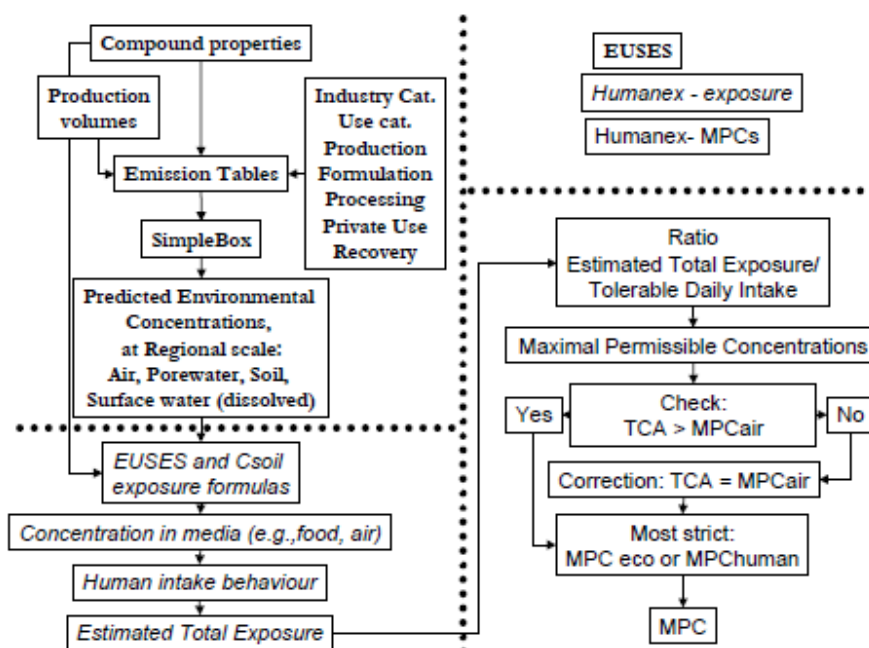 Compound properties
Production
volumes
Industry Cat.
Use cat.
Production
Formulation
Processing
Private Use
Recovery
Emission Tables
SimpleBox
Predicted Environmental
Concentrations,
at Regional scale:
Air, Porewater, Soil,
Surface water (dissolved)
EUSES and Csoil
exposure formulas
Concentration in media (e.g.,food, air)
Human intake behaviour
Estimated Total Exposure
EUSES
Humanex - exposure
Humanex- MPCs
Ratio
Estimated Total Exposure/
Tolerable Daily Intake
Maximal Permissible Concentrations
Yes
Check:
TCA > MPCair
No
Correction: TCA = MPCair
Most strict:
MPC eco or MPChuman
MPC